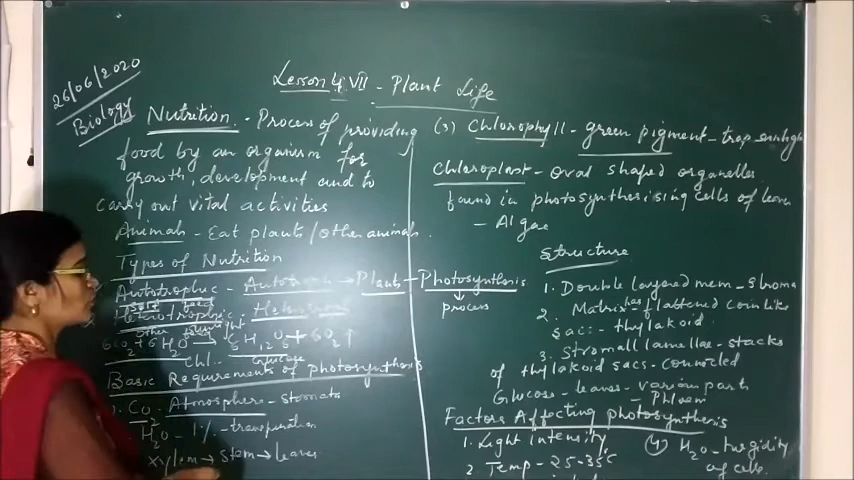 26/06/2020
Biology
Lesson 4 VII - Plant Life
Nutrition - Process of providing
food by an organism for
growth, development and to
carry out vital activities
Animals - Eat plants / other animals.
Types of Nutrition
Autotrophic - → Plants - Photosynthesis
self feed
process
Heterotrophic -
other feed sunlight
6CO2 + 6H2O → C6H12O6 + 6O2 ↑
Chl. Glucose
Basic Requirements of photosynthesis
CO2 - Atmosphere - stomata
H2O - 1% - transpiration
xylem → stem → leaves
(3) Chlorophyll - green pigment - trap sunlight
Chloroplast - oval shaped organelles
found in photosynthesising cells of leaves
- Algae
Structure
1. Double layered mem - stroma
2. Matrix has flattened coin like
sacs - thylakoid.
3. Stromall lamellae - stacks
of thylakoid sacs - connected
Glucose - leaves - various parts
- Phloem
Factors Affecting photosynthesis
1. Light intensity
2. Temp - 25-35°C
(4) H2O - turgidity
of cells.